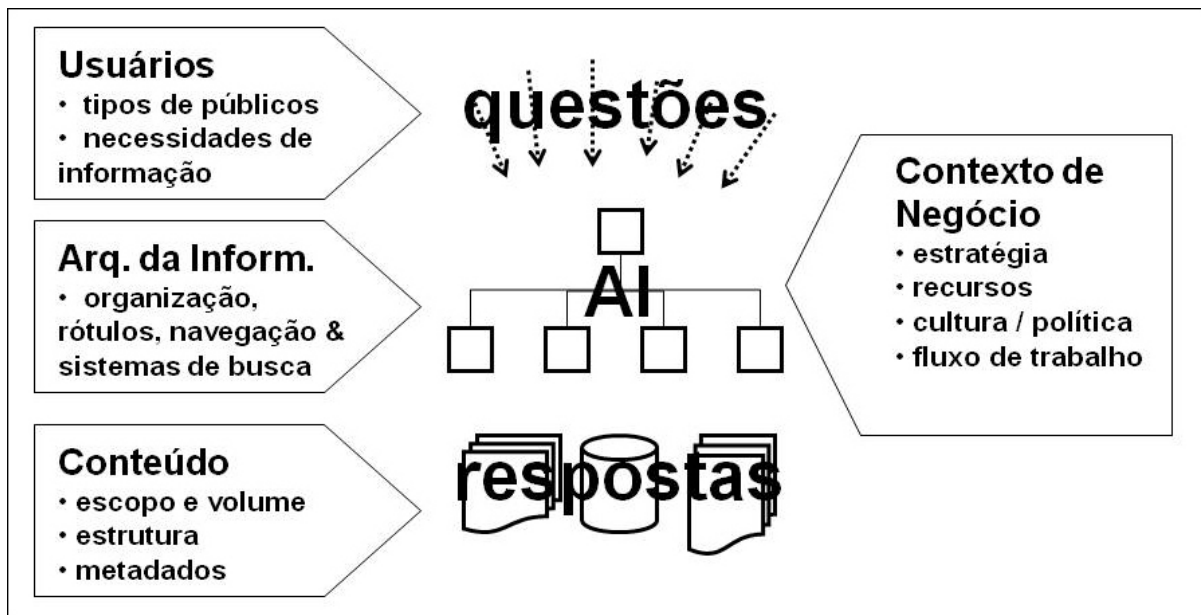 Usuários
• tipos de públicos
• necessidades de
informação
questões
Arq. da Inform.
• organização,
rótulos, navegação &
sistemas de busca
AI
Contexto de
Negócio
• estratégia
• recursos
• cultura / política
• fluxo de trabalho
Conteúdo
• escopo e volume
• estrutura
• metadados
respostas